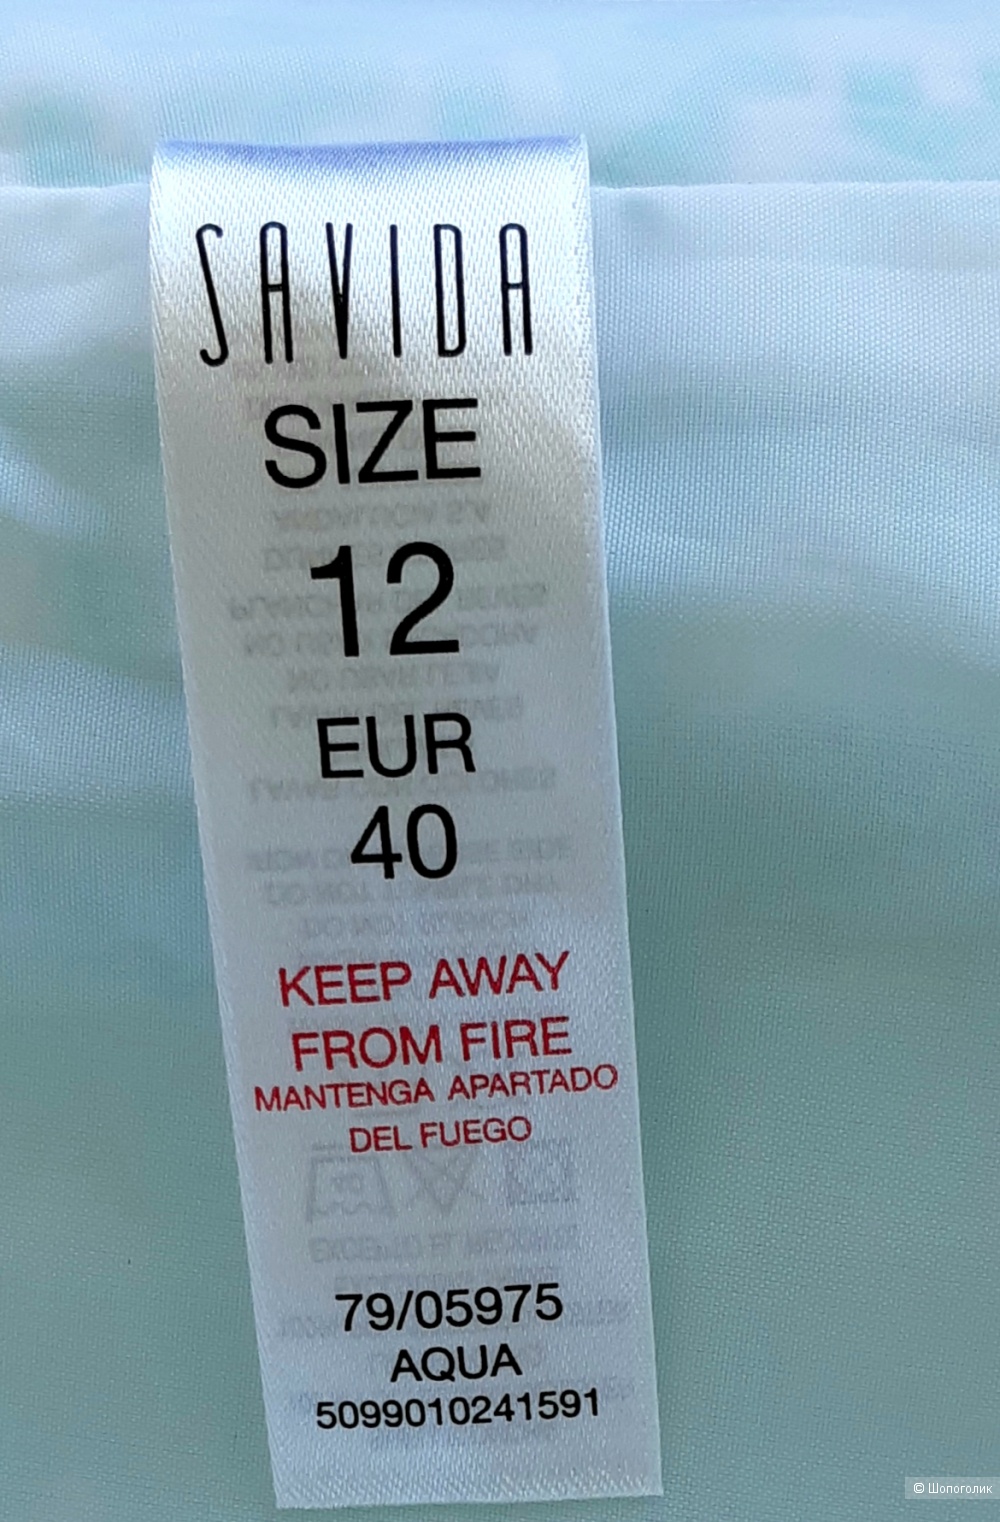 SAVIDA
SIZE
12
EUR
40
KEEP AWAY
FROM FIRE
MANTENGA APARTADO
DEL FUEGO
79/05975
AQUA
5099010241591
© Шопоголик